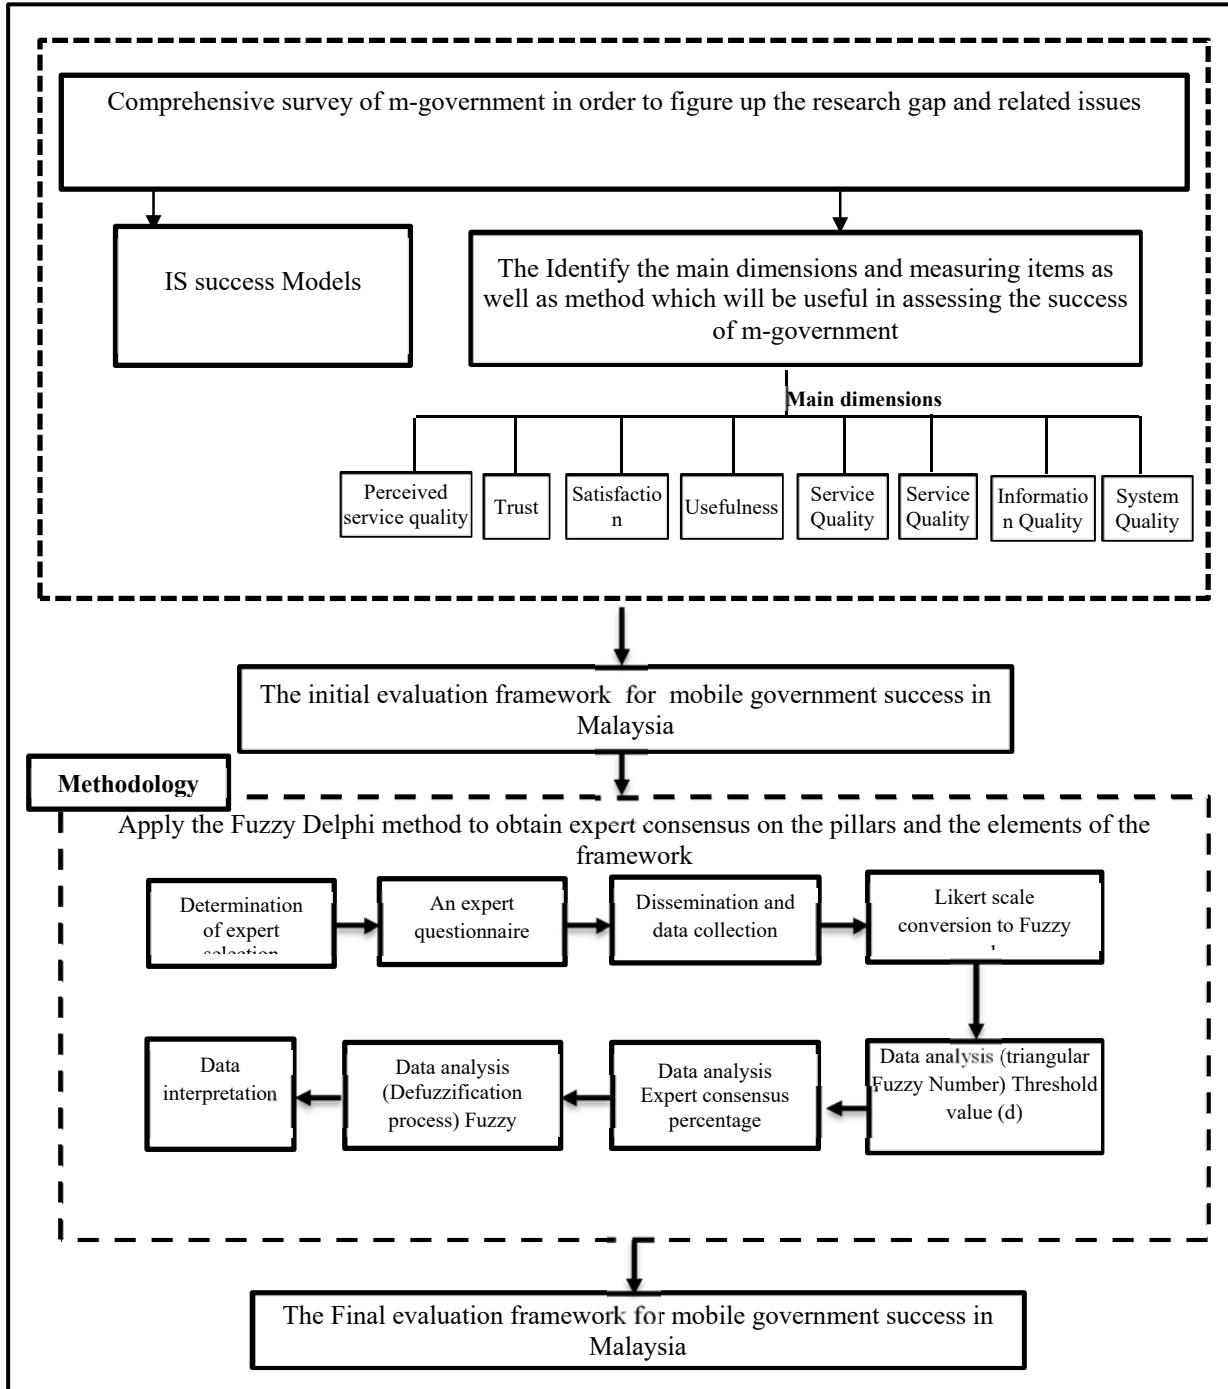 Comprehensive survey of m-government in order to figure up the research gap and related issues
IS success Models
The Identify the main dimensions and measuring items as
well as method which will be useful in assessing the success
of m-government
Main dimensions
Perceived
service quality
Trust
Satisfactio
n
Usefulness
Service
Quality
Service
Quality
Informatio
n Quality
System
Quality
The initial evaluation framework for mobile government success in
Malaysia
Methodology
Apply the Fuzzy Delphi method to obtain expert consensus on the pillars and the elements of the
framework
Determination
of expert
selection
An expert
questionnaire
Dissemination and
data collection
Likert scale
conversion to Fuzzy
Data analysis (triangular
Fuzzy Number) Threshold
value (d)
Data analysis
Expert consensus
percentage
Data analysis
(Defuzzification
process) Fuzzy
Data
interpretation
The Final evaluation framework for mobile government success in
Malaysia